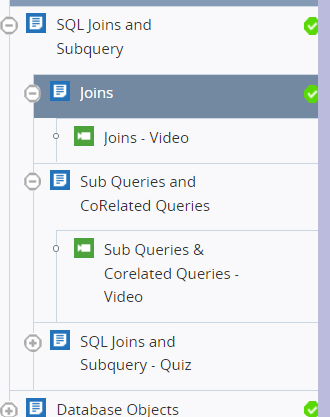 SQL Joins and
Subquery
Joins
Joins - Video
Sub Queries and
CoRelated Queries
Sub Queries &
Corelated Queries -
Video
SQL Joins and
Subquery - Quiz
Database Objects